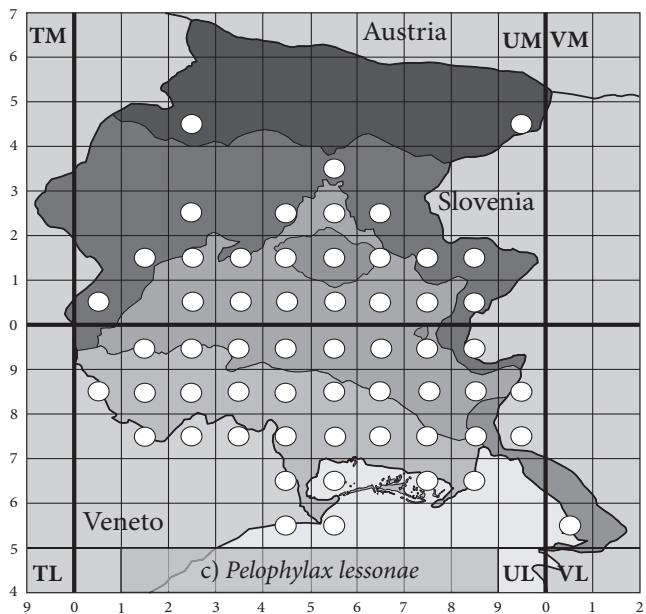 7
TM
Austria
UM VM
6
5
4
3
Slovenia
2
1
0
9
8
7
6
Veneto
5
TL
c) Pelophylax lessonae
UL VL
4
9 0 1 2 3 4 5 6 7 8 9 0 1 2